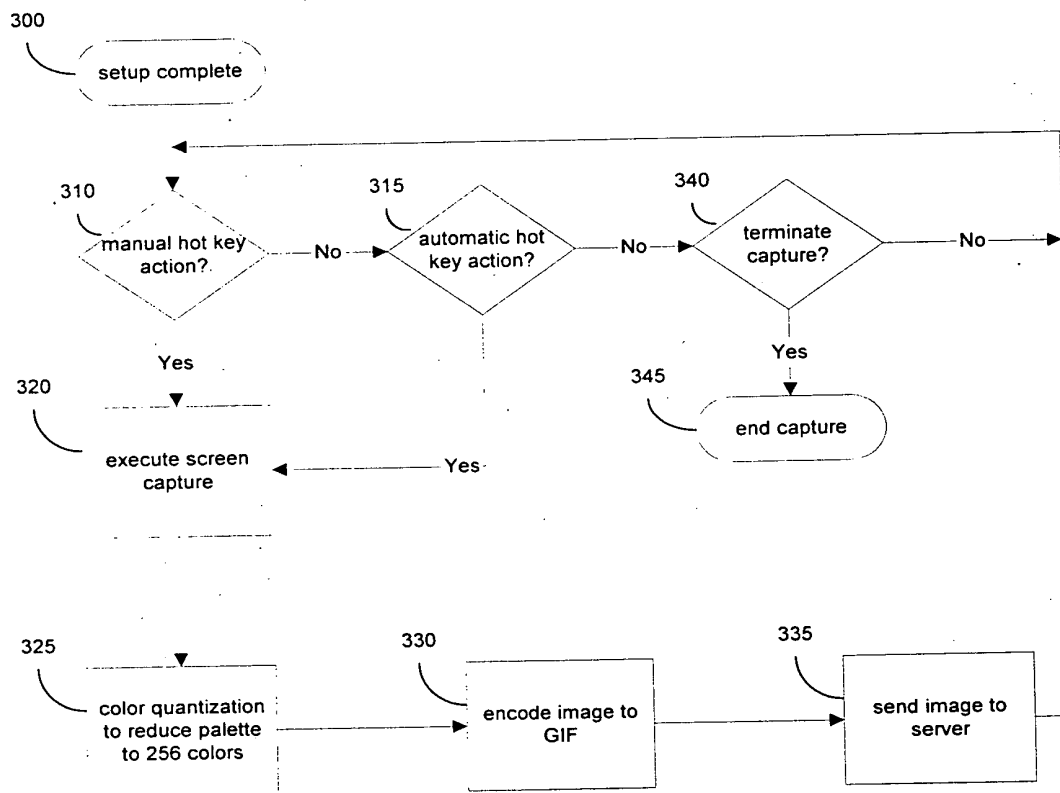 300
setup complete
310
manual hot key
action?
No
315
automatic hot
key action?
No
340
terminate
capture?
No
Yes
Yes
320
execute screen
capture
Yes
345
end capture
325
color quantization
to reduce palette
to 256 colors
330
encode image to
GIF
335
send image to
server